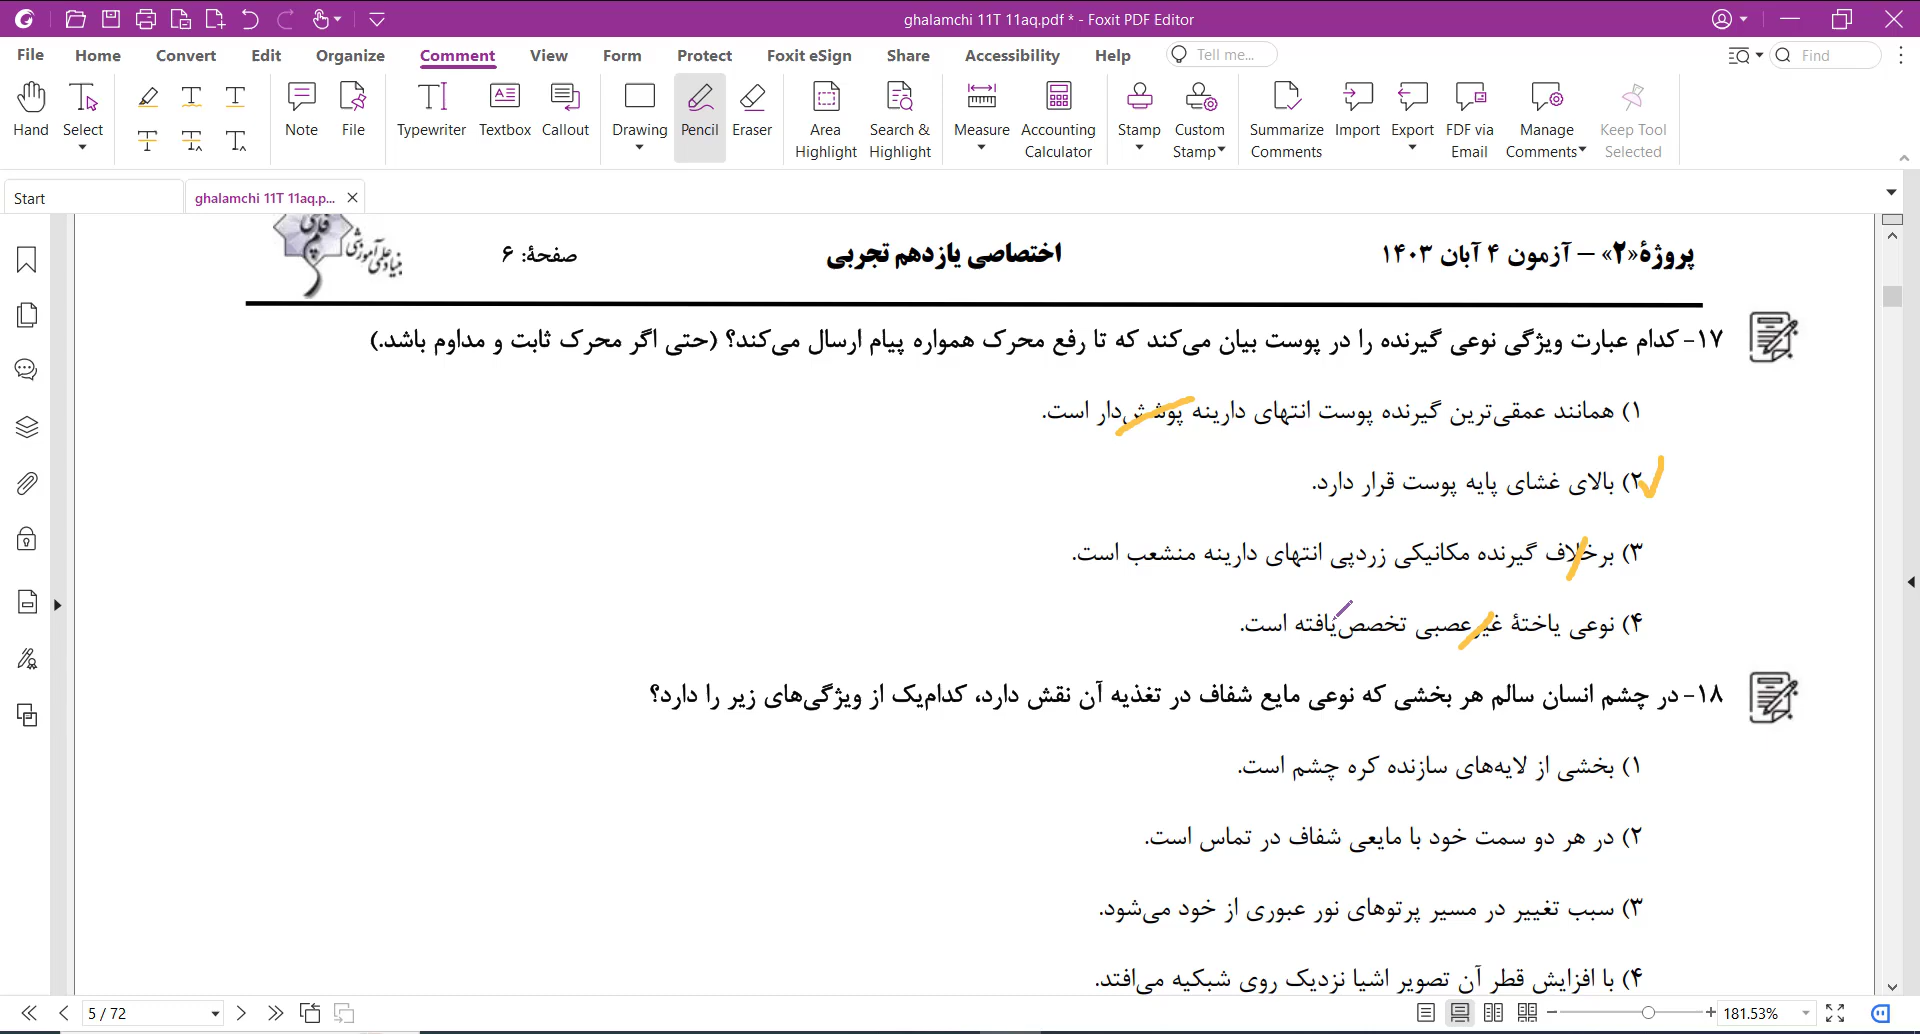 ghalamchi 11T 11aq.pdf * - Foxit PDF Editor
File Home Convert Edit Organize Comment View Form Protect Foxit eSign Share Accessibility Help Tell me... Find
Hand Select Note File Typewriter Textbox Callout Drawing Pencil Eraser Area Highlight Search & Highlight Measure Accounting Calculator Stamp Custom Stamp Summarize Comments Import Export FDF via Email Manage Comments Keep Tool Selected
Start ghalamchi 11T 11aq.p...
پروژهٔ«۲» – آزمون ۴ آبان ۱۴۰۳ اختصاصی یازدهم تجربی صفحهٔ: ۶ بنیاد علمی آموزشی قلم‌چی
۱۷- کدام عبارت ویژگی نوعی گیرنده را در پوست بیان می‌کند که تا رفع محرک همواره پیام ارسال می‌کند؟ (حتی اگر محرک ثابت و مداوم باشد.)
۱) همانند عمقی‌ترین گیرنده پوست انتهای دارینه پوشش‌دار است.
۲) بالای غشای پایه پوست قرار دارد.
۳) برخلاف گیرنده مکانیکی زردپی انتهای دارینه منشعب است.
۴) نوعی یاختهٔ غیرعصبی تخصص‌یافته است.
۱۸- در چشم انسان سالم هر بخشی که نوعی مایع شفاف در تغذیه آن نقش دارد، کدام‌یک از ویژگی‌های زیر را دارد؟
۱) بخشی از لایه‌های سازنده کره چشم است.
۲) در هر دو سمت خود با مایعی شفاف در تماس است.
۳) سبب تغییر در مسیر پرتوهای نور عبوری از خود می‌شود.
۴) با افزایش قطر آن تصویر اشیا نزدیک روی شبکیه می‌افتد.
5 / 72 181.53%